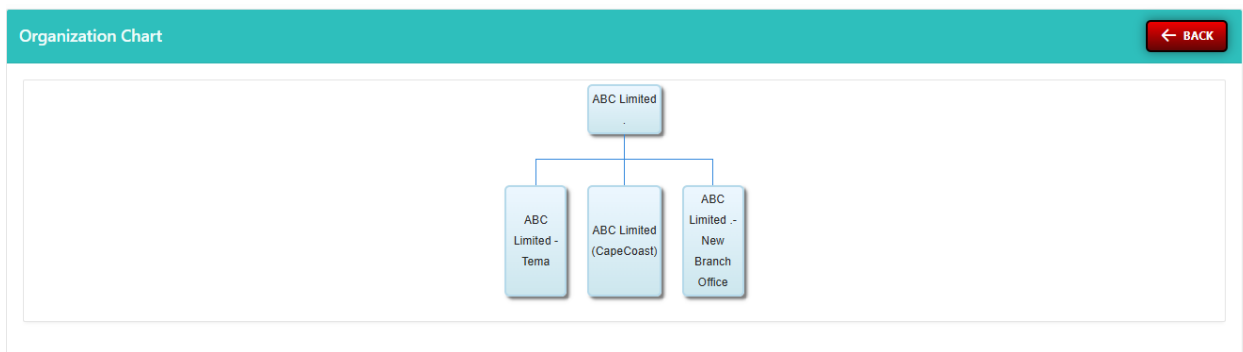 Organization Chart
← BACK
ABC Limited
.
ABC
Limited -
Tema
ABC Limited
(CapeCoast)
ABC
Limited .-
New
Branch
Office